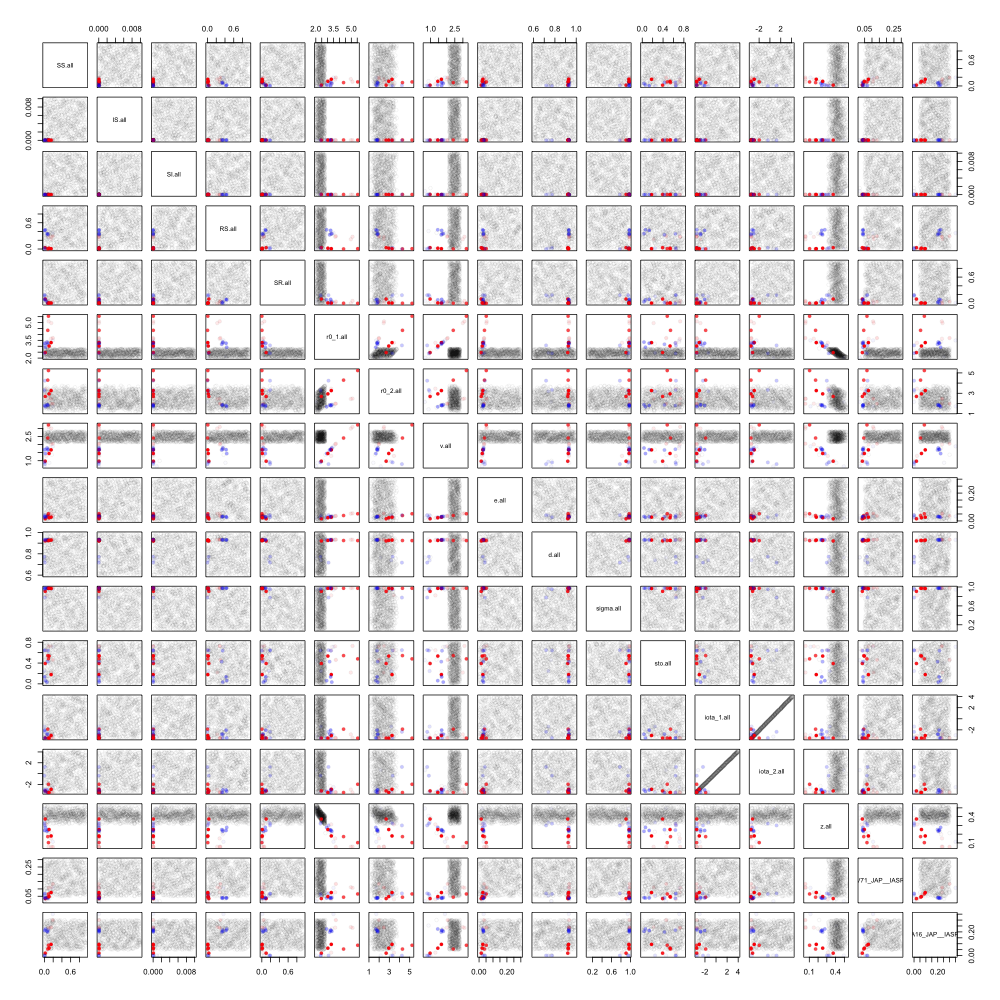 0.000 0.008
0.0 0.6
2.0 3.5 5.0
1.0 2.5
0.6 0.8 1.0
0.0 0.4 0.8
-2 2
0.05 0.25
SS.all
0.0 0.6
IS.all
0.000 0.008
SI.all
0.000 0.008
RS.all
0.0 0.6
SR.all
0.0 0.6
r0_1.all
2.0 3.5 5.0
r0_2.all
1 3 5
v.all
1.0 2.5
e.all
0.00 0.20
d.all
0.6 0.8 1.0
sigma.all
0.2 0.6 1.0
sto.all
0.0 0.4 0.8
iota_1.all
-2 2 4
iota_2.all
-2 2
z.all
0.1 0.4
/71_JAP__IASF
0.05 0.25
A16_JAP__IASF
0.00 0.20
0.0 0.6
0.000 0.008
0.0 0.6
1 3 5
0.00 0.20
0.2 0.6 1.0
-2 2 4
0.1 0.4
0.00 0.20